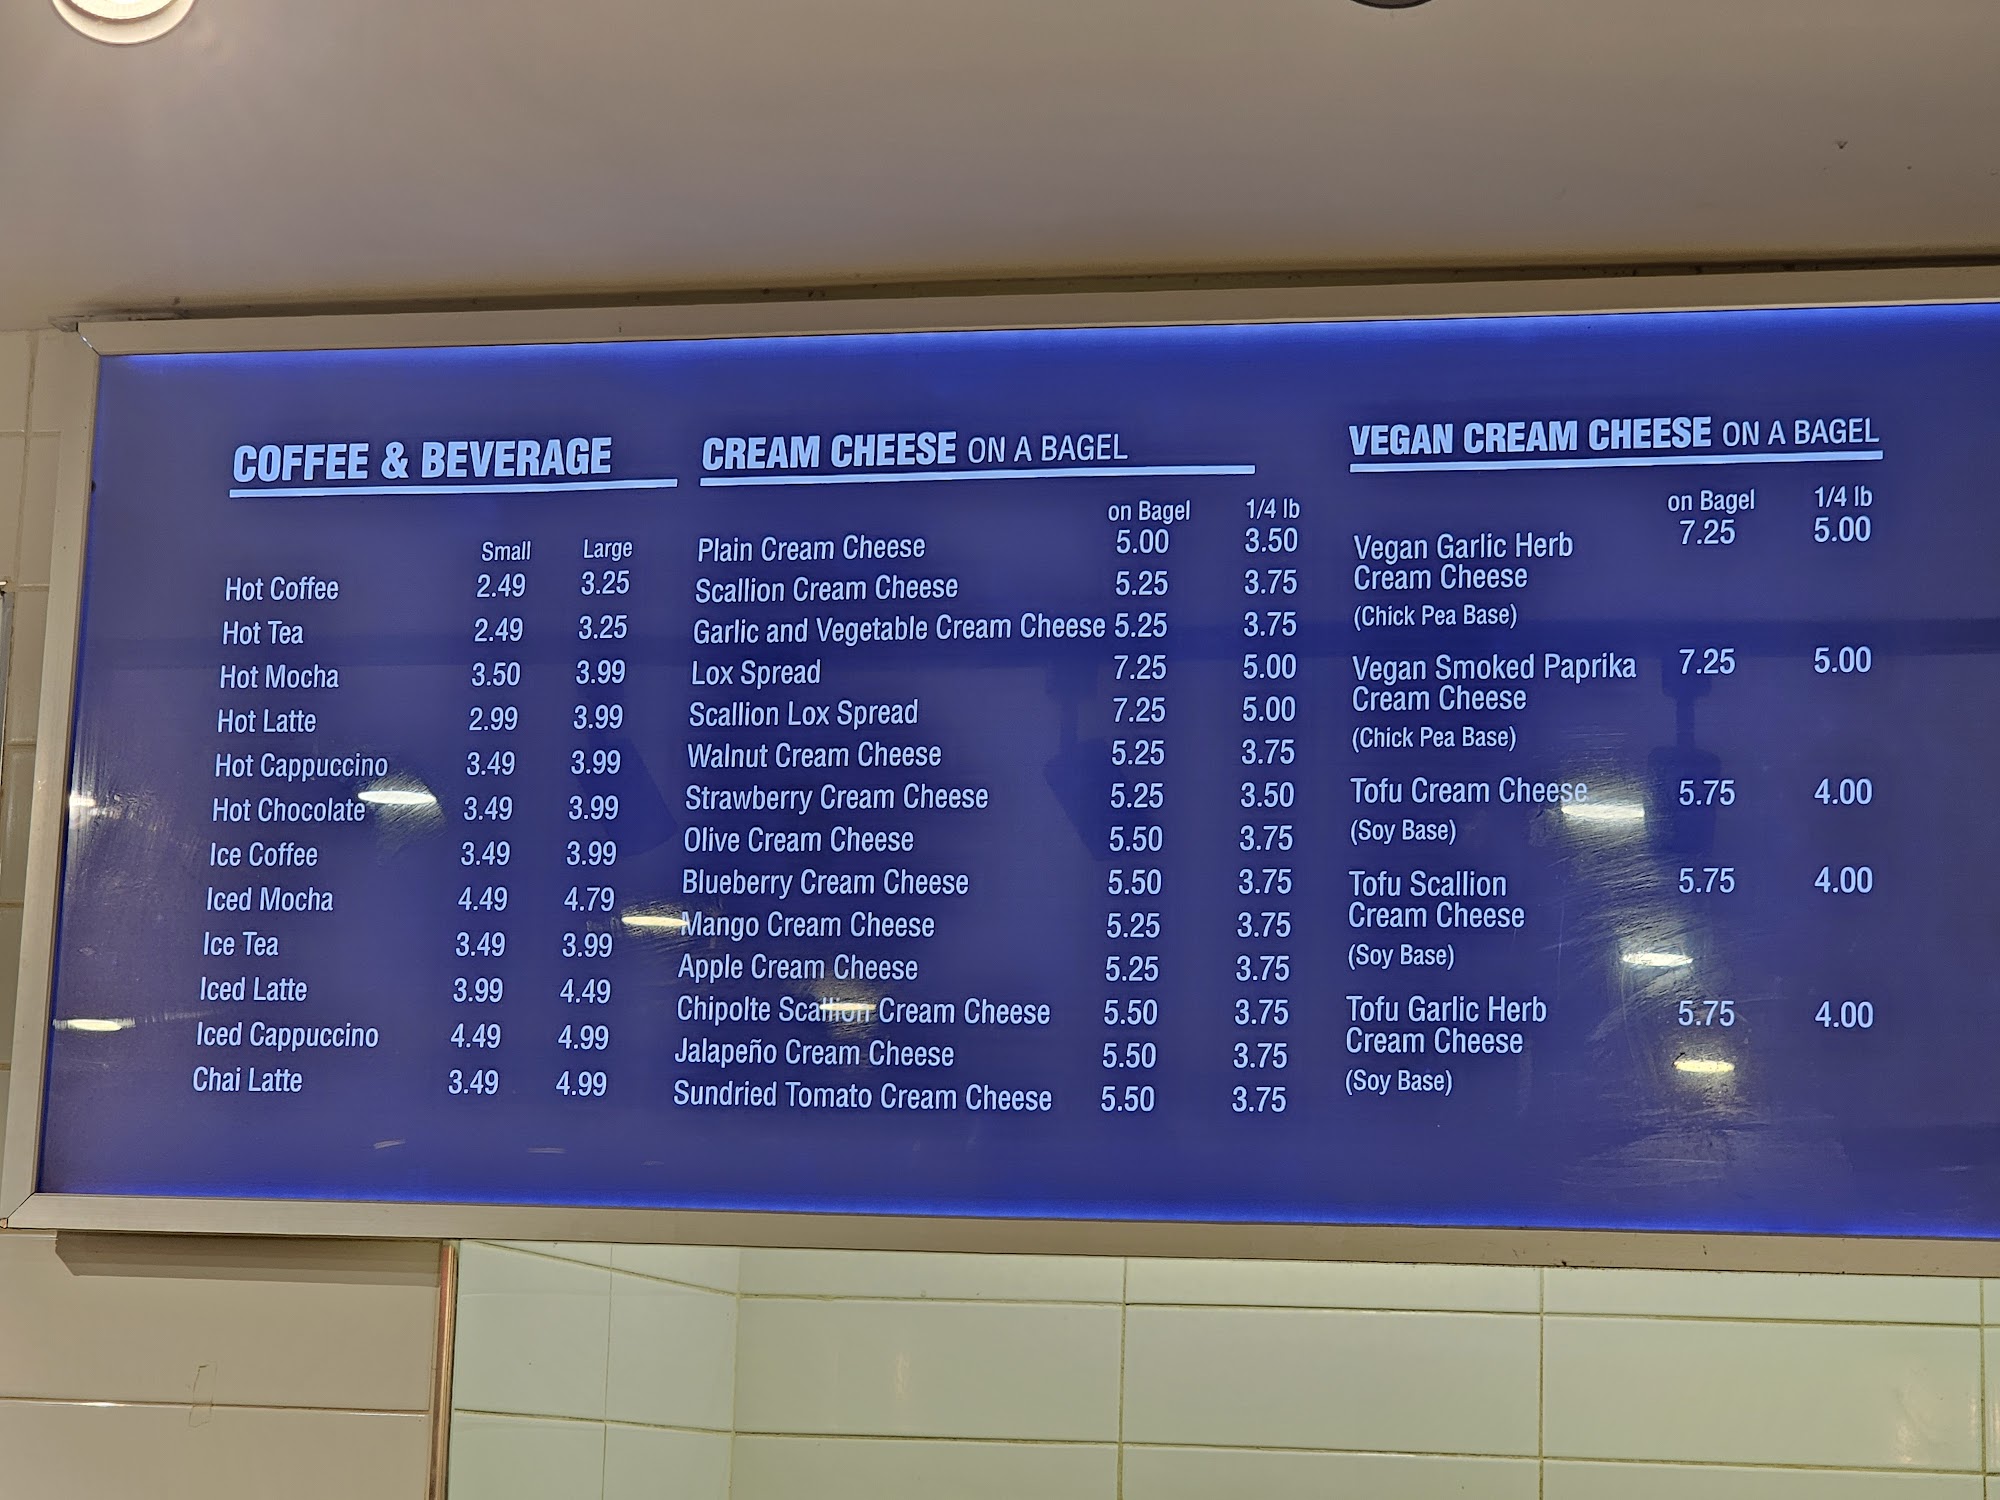 COFFEE & BEVERAGE
Small Large
Hot Coffee 2.49 3.25
Hot Tea 2.49 3.25
Hot Mocha 3.50 3.99
Hot Latte 2.99 3.99
Hot Cappuccino 3.49 3.99
Hot Chocolate 3.49 3.99
Ice Coffee 3.49 3.99
Iced Mocha 4.49 4.79
Ice Tea 3.49 3.99
Iced Latte 3.99 4.49
Iced Cappuccino 4.49 4.99
Chai Latte 3.49 4.99
CREAM CHEESE ON A BAGEL
on Bagel 1/4 lb
Plain Cream Cheese 5.00 3.50
Scallion Cream Cheese 5.25 3.75
Garlic and Vegetable Cream Cheese 5.25 3.75
Lox Spread 7.25 5.00
Scallion Lox Spread 7.25 5.00
Walnut Cream Cheese 5.25 3.75
Strawberry Cream Cheese 5.25 3.50
Olive Cream Cheese 5.50 3.75
Blueberry Cream Cheese 5.50 3.75
Mango Cream Cheese 5.25 3.75
Apple Cream Cheese 5.25 3.75
Chipolte Scallion Cream Cheese 5.50 3.75
Jalapeño Cream Cheese 5.50 3.75
Sundried Tomato Cream Cheese 5.50 3.75
VEGAN CREAM CHEESE ON A BAGEL
on Bagel 1/4 lb
Vegan Garlic Herb 7.25 5.00
Cream Cheese
(Chick Pea Base)
Vegan Smoked Paprika 7.25 5.00
Cream Cheese
(Chick Pea Base)
Tofu Cream Cheese 5.75 4.00
(Soy Base)
Tofu Scallion 5.75 4.00
Cream Cheese
(Soy Base)
Tofu Garlic Herb 5.75 4.00
Cream Cheese
(Soy Base)